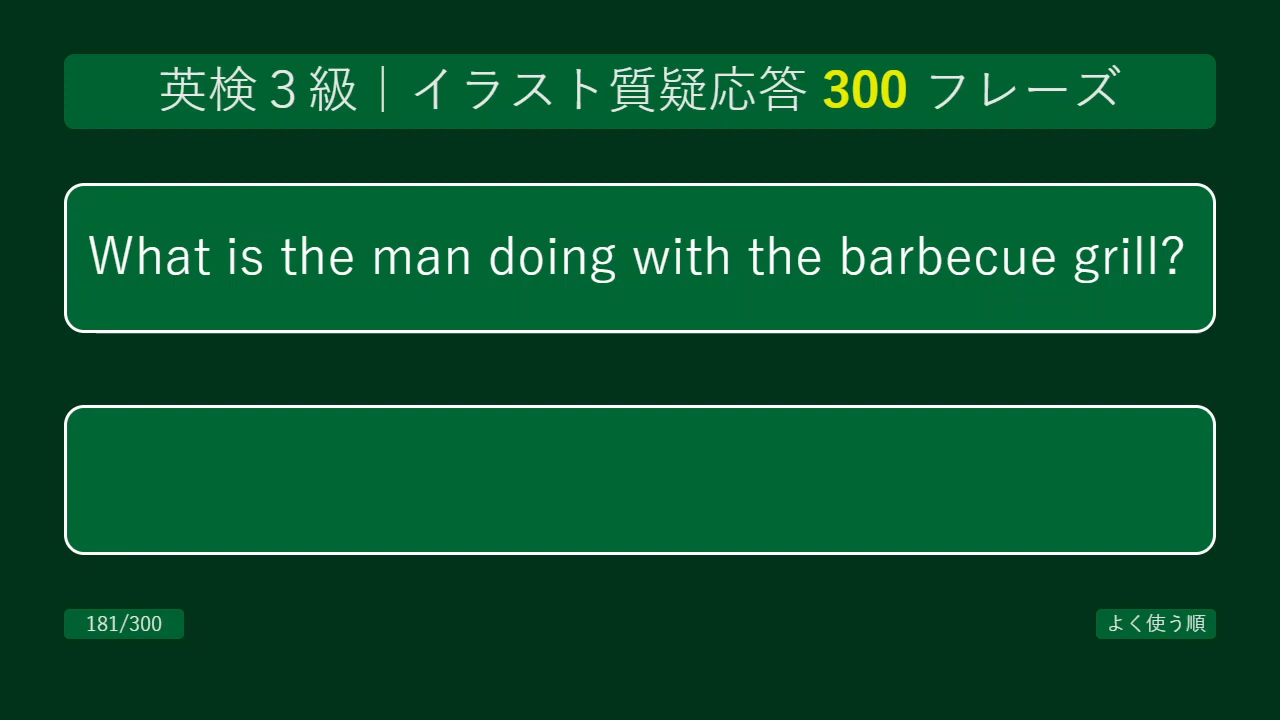 英検３級｜イラスト質疑応答 300 フレーズ
What is the man doing with the barbecue grill?
181/300
よく使う順